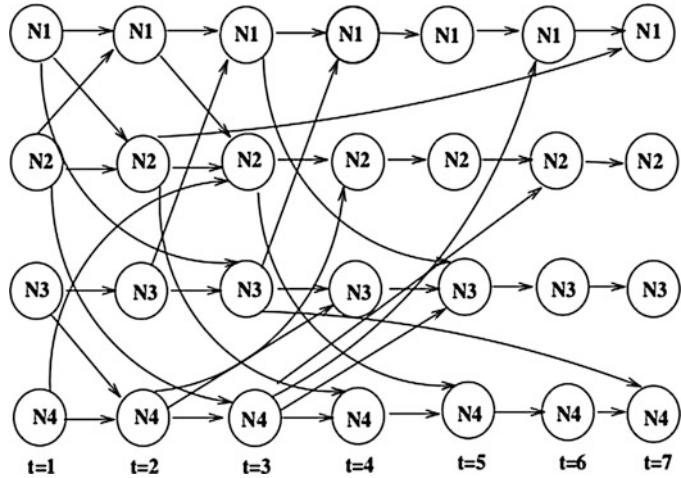 N1 N1 N1 N1 N1 N1 N1
N2 N2 N2 N2 N2 N2 N2
N3 N3 N3 N3 N3 N3 N3
N4 N4 N4 N4 N4 N4 N4
t=1 t=2 t=3 t=4 t=5 t=6 t=7